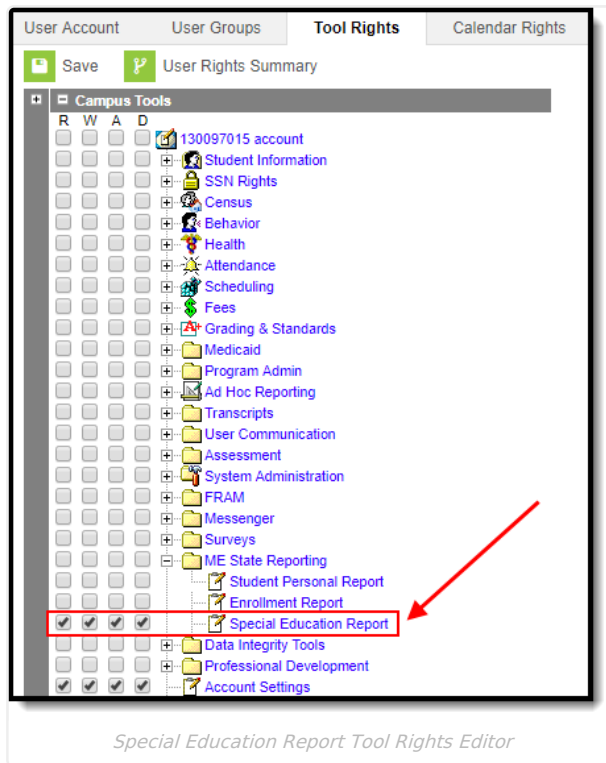 User Account User Groups Tool Rights Calendar Rights
Save User Rights Summary
Campus Tools
R W A D
130097015 accou
Student Information
SSN Rights
Census
Behavior
Health
Attendance
Scheduling
Fees
Grading & Standards
Medicaid
Program Admin
Ad Hoc Reporting
Transcripts
User Communication
Assessment
System Administration
FRAM
Messenger
Surveys
ME State Reporting
Student Personal Report
Enrollment Report
Special Education Report
Data Integrity Tools
Professional Development
Account Settings
Special Education Report Tool Rights Editor